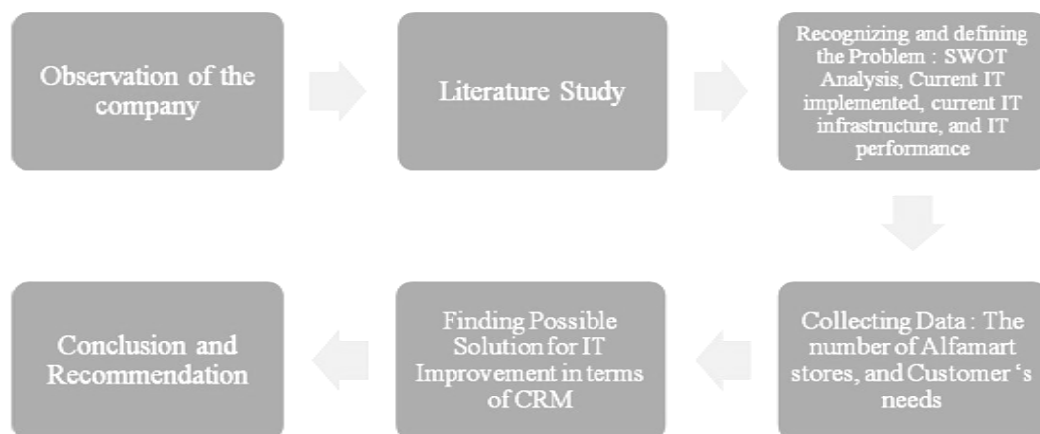 Observation of the
company
Literature Study
Recognizing and defining
the Problem : SWOT
Analysis, Current IT
implemented, current IT
infrastructure, and IT
performance
Collecting Data : The
number of Alfamart
stores, and Customer‘s
needs
Finding Possible
Solution for IT
Improvement in terms
of CRM
Conclusion and
Recommendation